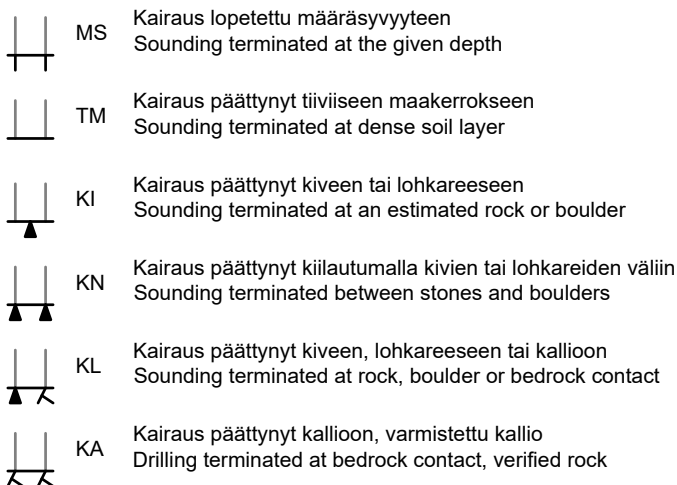 MS Kairaus lopetettu määräsyvyyteen
Sounding terminated at the given depth
TM Kairaus päättynyt tiiviiseen maakerrokseen
Sounding terminated at dense soil layer
KI Kairaus päättynyt kiveen tai lohkareeseen
Sounding terminated at an estimated rock or boulder
KN Kairaus päättynyt kiilautumalla kivien tai lohkareiden väliin
Sounding terminated between stones and boulders
KL Kairaus päättynyt kiveen, lohkareeseen tai kallioon
Sounding terminated at rock, boulder or bedrock contact
KA Kairaus päättynyt kallioon, varmistettu kallio
Drilling terminated at bedrock contact, verified rock